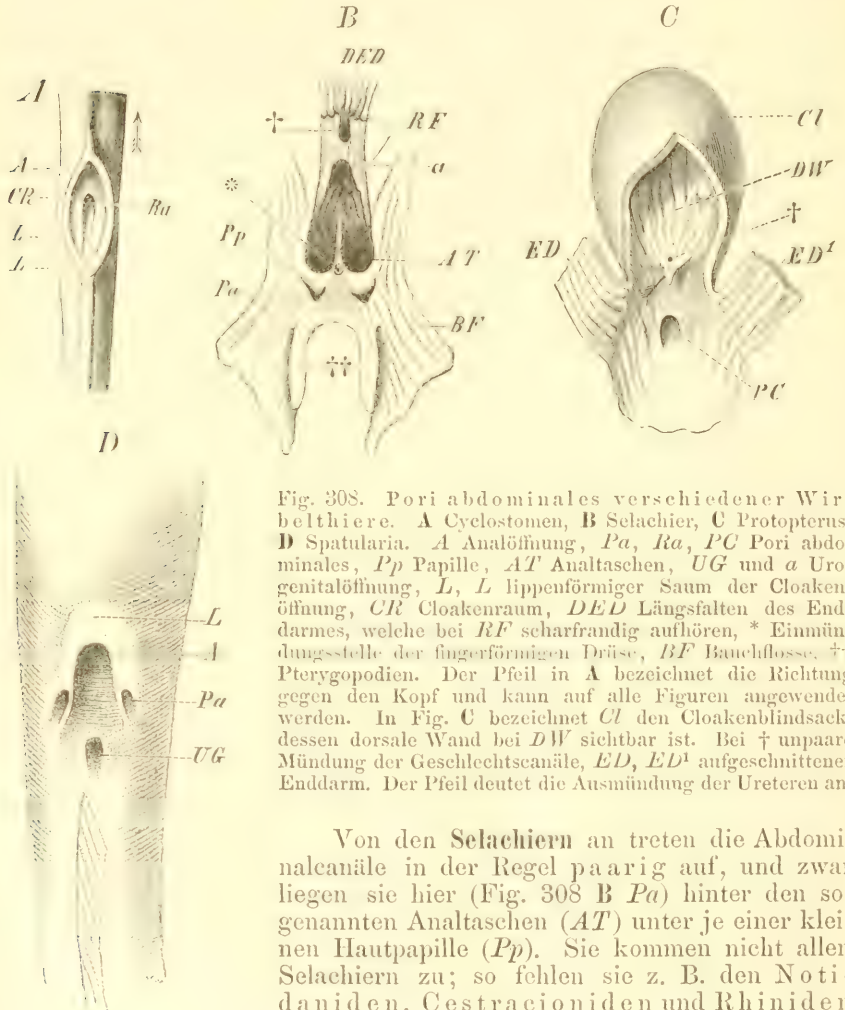 B
C
DED
A
†
RF
Cl
A
a
DW
CR
Ra
*
†
L
Pp
AT
ED
ED¹
L
Pa
BF
††
PC
D
L
A
Pa
UG
Fig. 308. Pori abdominales verschiedener Wir
belthiere. A Cyclostomen, B Selachier, C Protopterus
D Spatularia. A Analöffnung, Pa, Ra, PC Pori abdo
minales, Pp Papille, AT Analtaschen, UG und a Uro
genitalöffnung, L, L lippenförmiger Saum der Cloaken
öffnung, CR Cloakenraum, DED Längsfalten des End
darmes, welche bei RF scharfrandig aufhören, * Einmün
dungsstelle der fingerförmigen Drüse, BF Bauchflosse, †
Pterygopodien. Der Pfeil in A bezeichnet die Richtung
gegen den Kopf und kann auf alle Figuren angewende
werden. In Fig. C bezeichnet Cl den Cloakenblindsack
dessen dorsale Wand bei DW sichtbar ist. Bei † unpaar
Mündung der Geschlechtscanäle, ED, ED¹ aufgeschnittene
Enddarm. Der Pfeil deutet die Ausmündung der Ureteren an
Von den Selachiern an treten die Abdomi
nalcanäle in der Regel paarig auf, und zwar
liegen sie hier (Fig. 308 B Pa) hinter den so
genannten Analtaschen (AT) unter je einer klei
nen Hautpapille (Pp). Sie kommen nicht allen
Selachiern zu; so fehlen sie z. B. den Noti
daniden, Cestracioniden und Rhiniden